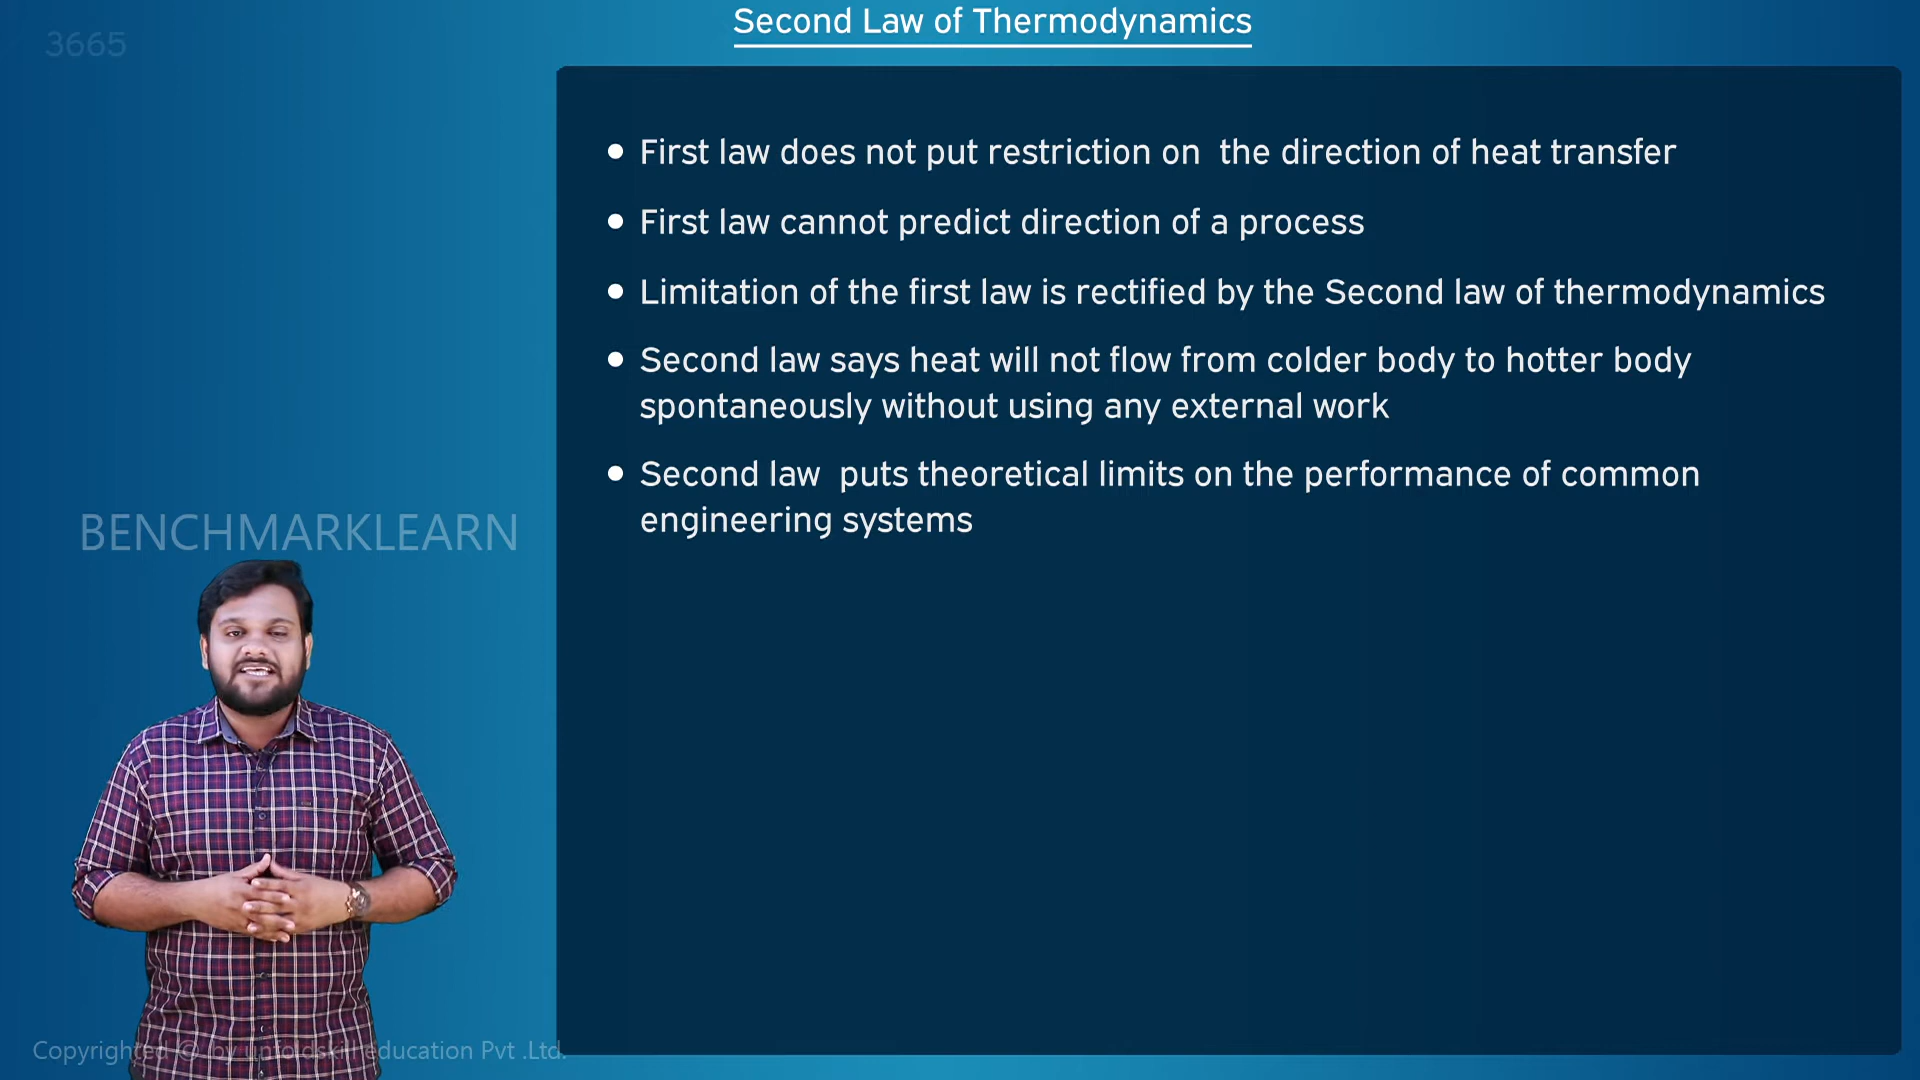 Second Law of Thermodynamics
3665
• First law does not put restriction on  the direction of heat transfer
• First law cannot predict direction of a process
• Limitation of the first law is rectified by the Second law of thermodynamics
• Second law says heat will not flow from colder body to hotter body
spontaneously without using any external work
• Second law  puts theoretical limits on the performance of common
engineering systems
BENCHMARKLEARN
Copyrighted © by unfoldskill education Pvt .Ltd.